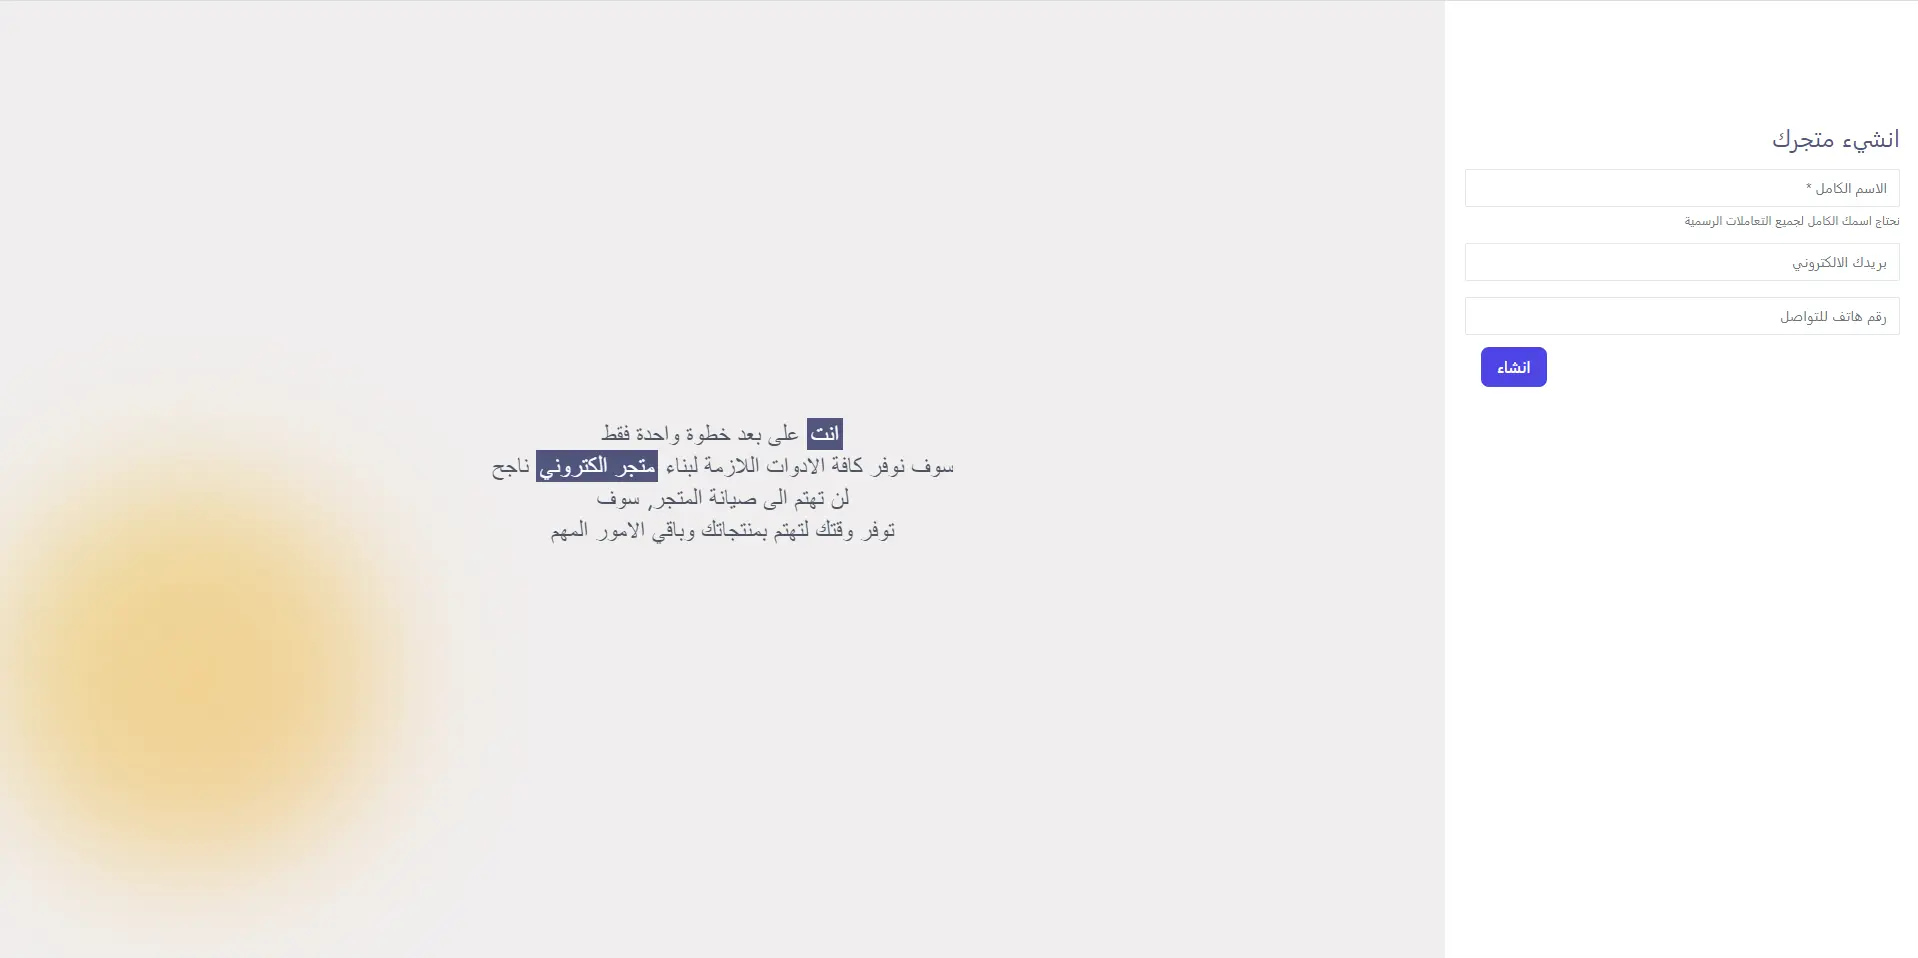 انشيء متجرك
الاسم الكامل *
نحتاج اسمك الكامل لجميع التعاملات الرسمية
بريدك الالكتروني
رقم هاتف للتواصل
انشاء
انت على بعد خطوة واحدة فقط
سوف نوفر كافة الادوات اللازمة لبناء متجر الكتروني ناجح
لن تهتم الى صيانة المتجر, سوف
توفر وقتك لتهتم بمنتجاتك وباقي الامور المهم